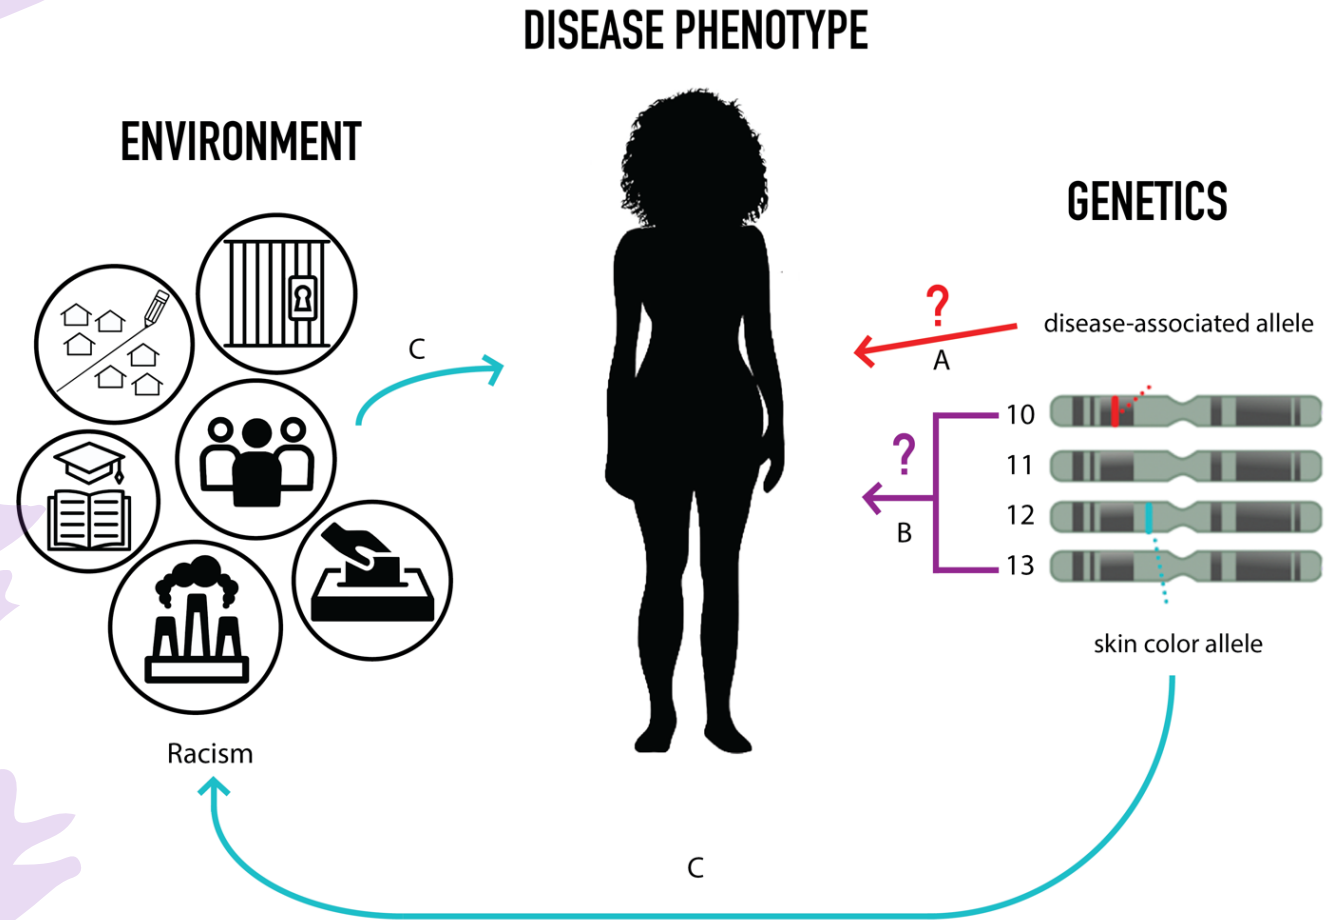 DISEASE PHENOTYPE
ENVIRONMENT
GENETICS
?
disease-associated allele
C
A
10
?
11
12
B
13
skin color allele
Racism
C